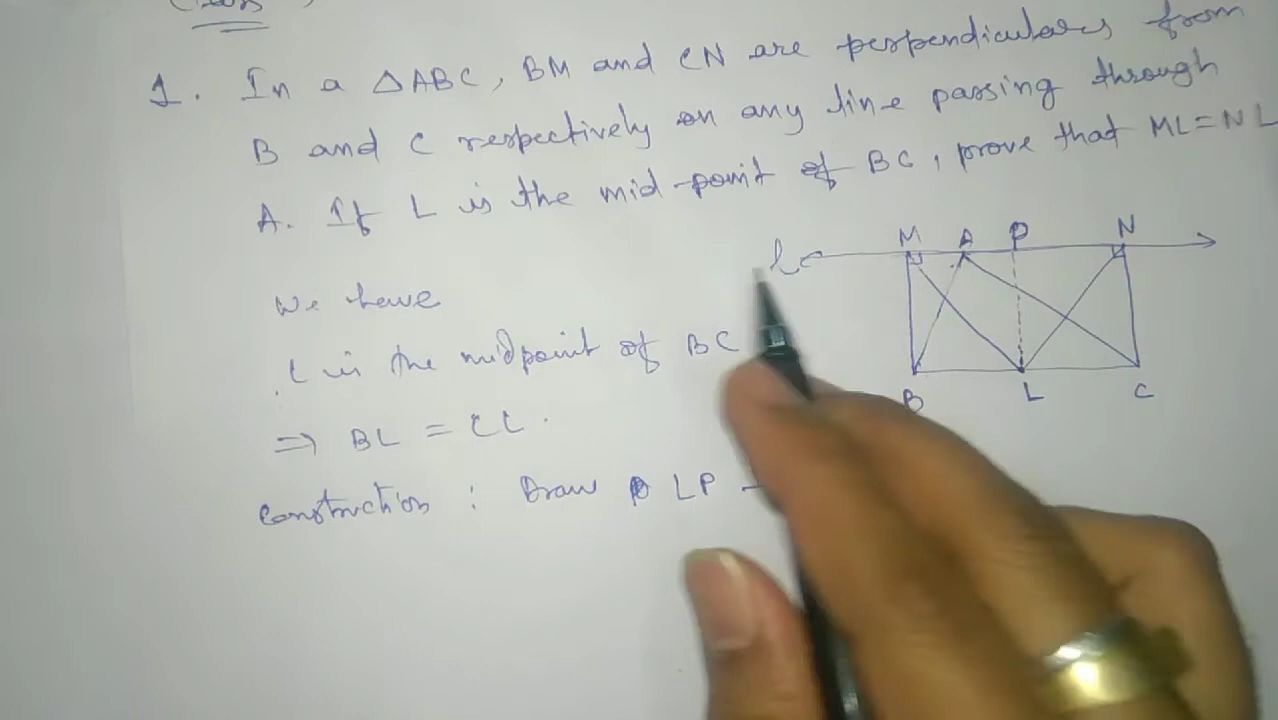 1. In a △ABC, BM and CN are perpendiculars from
B and C respectively on any line passing through
A. If L is the mid-point of BC, prove that ML=NL
l M A P N
B L C
We have
L is the midpoint of BC
⇒ BL = CL.
Construction : Draw LP